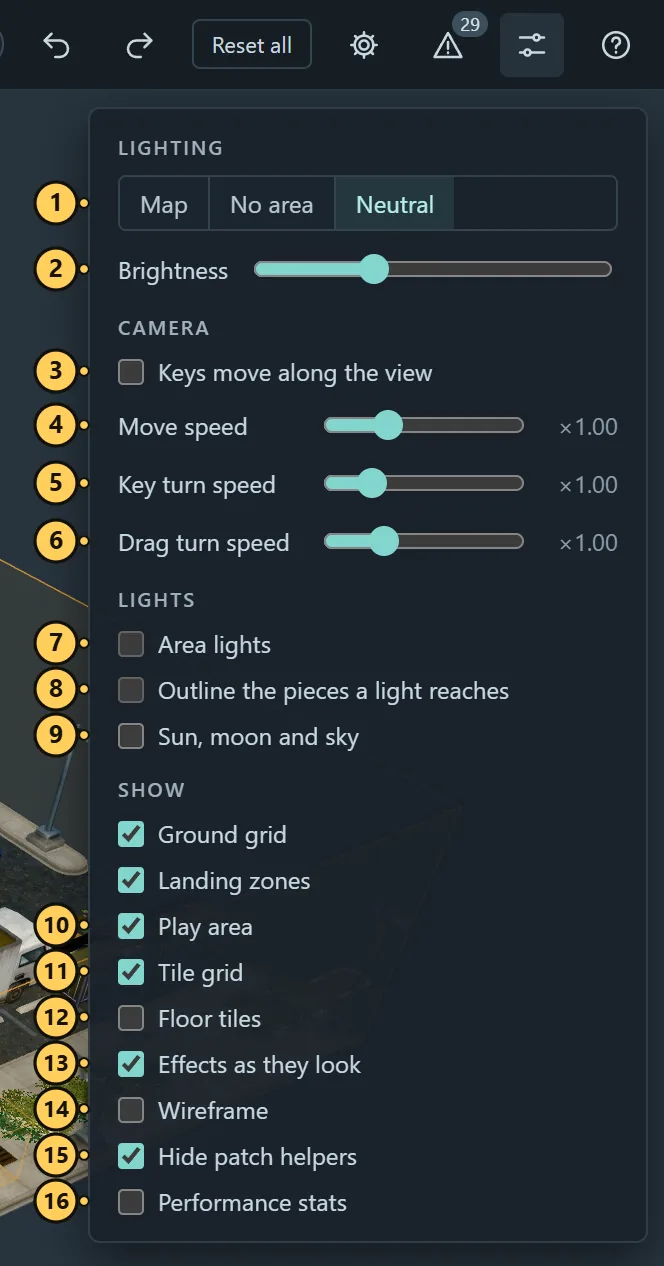 Reset all
29
LIGHTING
1 Map No area Neutral
2 Brightness
CAMERA
3 Keys move along the view
4 Move speed ×1.00
5 Key turn speed ×1.00
6 Drag turn speed ×1.00
LIGHTS
7 Area lights
8 Outline the pieces a light reaches
9 Sun, moon and sky
SHOW
Ground grid
Landing zones
10 Play area
11 Tile grid
12 Floor tiles
13 Effects as they look
14 Wireframe
15 Hide patch helpers
16 Performance stats